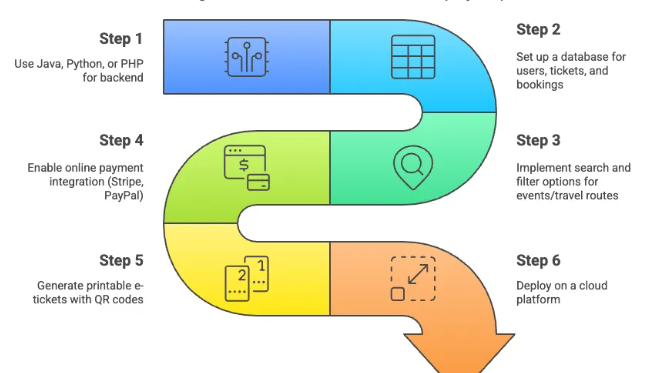 Step 1
Use Java, Python, or PHP
for backend
Step 2
Set up a database for
users, tickets, and
bookings
Step 3
Implement search and
filter options for
events/travel routes
Step 4
Enable online payment
integration (Stripe,
PayPal)
$
Step 5
Generate printable e-
tickets with QR codes
2
1
Step 6
Deploy on a cloud
platform